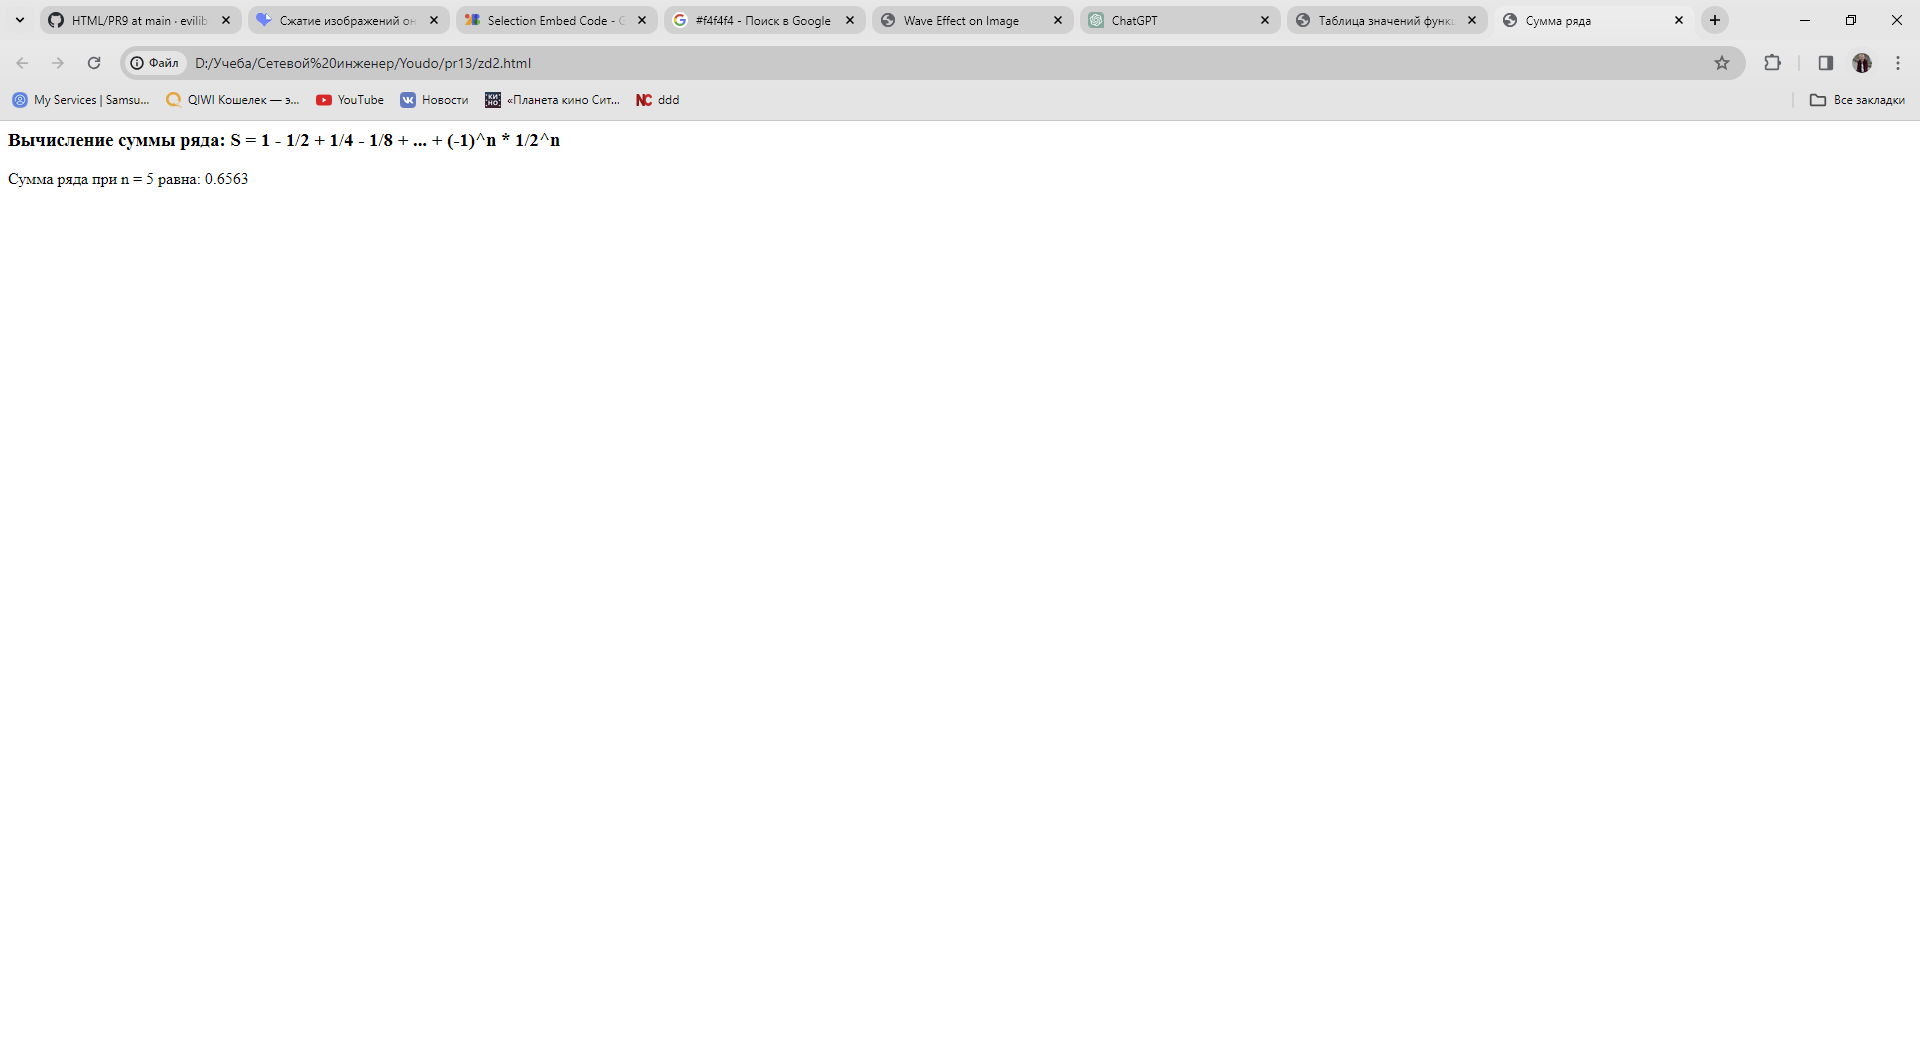 HTML/PR9 at main · evilib
Сжатие изображений он
Selection Embed Code - G
#f4f4f4 - Поиск в Google
Wave Effect on Image
ChatGPT
Таблица значений функц
Сумма ряда
Файл
D:/Учеба/Сетевой%20инженер/Youdo/pr13/zd2.html
My Services | Samsu...
QIWI Кошелек — э...
YouTube
Новости
«Планета кино Сит...
ddd
Все закладки
Вычисление суммы ряда: S = 1 - 1/2 + 1/4 - 1/8 + ... + (-1)^n * 1/2^n
Сумма ряда при n = 5 равна: 0.6563